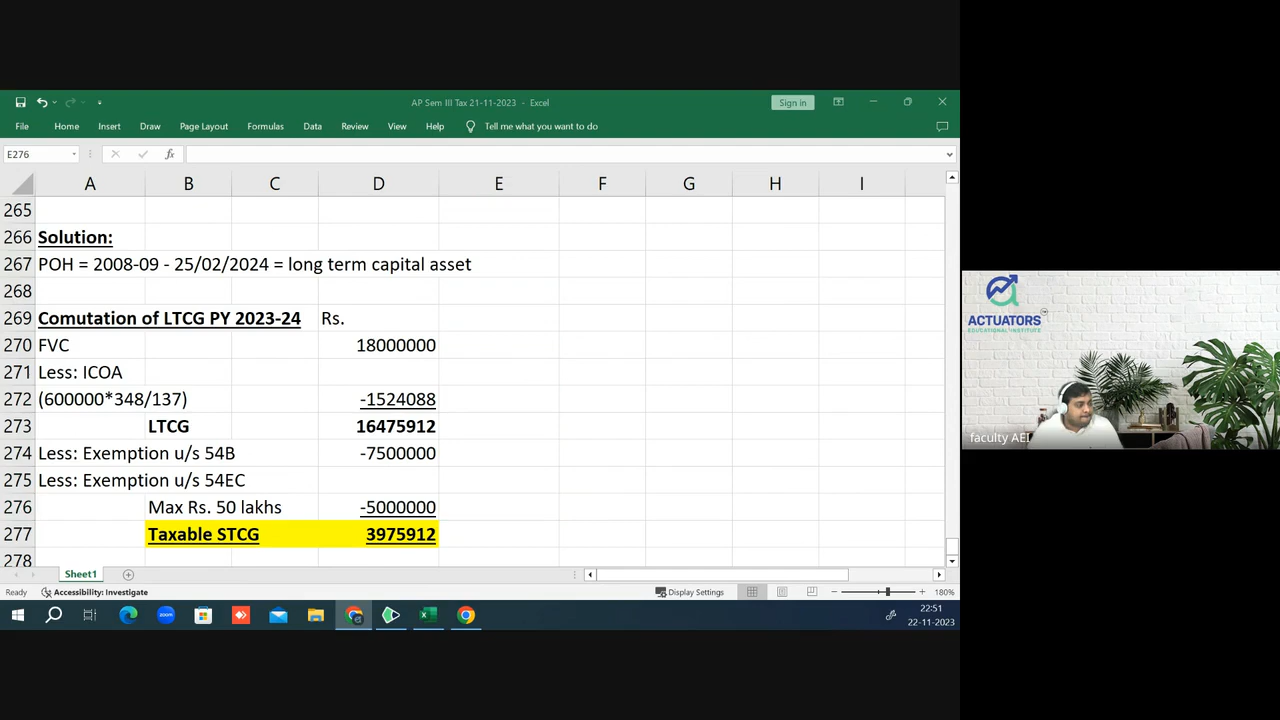 AP Sem III Tax 21-11-2023 - Excel
Sign in
File Home Insert Draw Page Layout Formulas Data Review View Help Tell me what you want to do
E276
fx
A B C D E F G H I
265
266 Solution:
267 POH = 2008-09 - 25/02/2024 = long term capital asset
268
269 Comutation of LTCG PY 2023-24 Rs.
270 FVC 18000000
271 Less: ICOA
272 (600000*348/137) -1524088
273 LTCG 16475912
274 Less: Exemption u/s 54B -7500000
275 Less: Exemption u/s 54EC
276 Max Rs. 50 lakhs -5000000
277 Taxable STCG 3975912
278
Sheet1
Ready Accessibility: Investigate Display Settings 180%
zoom
22:51
22-11-2023
ACTUATORS
EDUCATIONAL INSTITUTE
faculty AEI